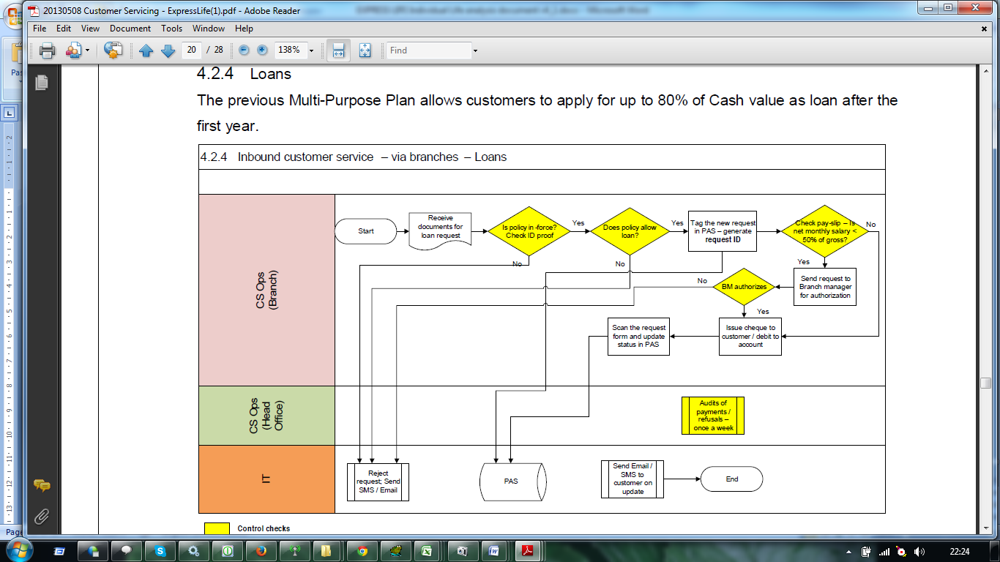 20130508 Customer Servicing - ExpressLife(1).pdf - Adobe Reader
File Edit View Document Tools Window Help
20 / 28
138%
Find
Pas
4.2.4 Loans
The previous Multi-Purpose Plan allows customers to apply for up to 80% of Cash value as loan after the
first year.
4.2.4 Inbound customer service – via branches – Loans
CS Ops
(Branch)
Start
Receive
documents for
loan request
Is policy in -force?
Check ID proof
Yes
No
Does policy allow
loan?
Yes
No
Tag the new request
in PAS – generate
request ID
Check pay-slip – Is
net monthly salary <
50% of gross?
No
Yes
Send request to
Branch manager
for authorization
BM authorizes
No
Yes
Issue cheque to
customer / debit to
account
Scan the request
form and update
status in PAS
CS Ops
(Head
Office)
Audits of
payments /
refusals –
once a week
IT
Reject
request; Send
SMS / Email
PAS
Send Email /
SMS to
customer on
update
End
Control checks
Page
22:24